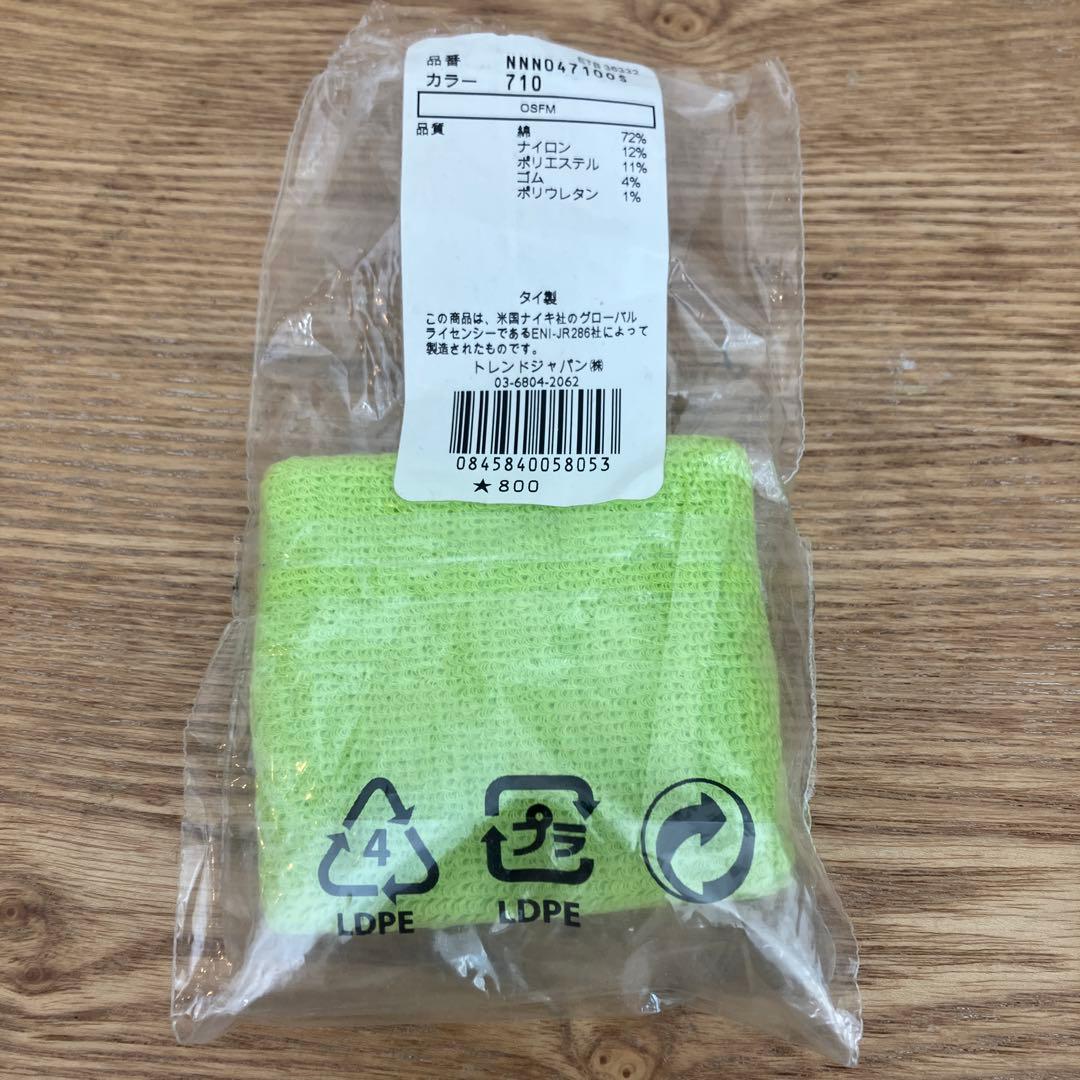 品番 NNN047100S
ETB 36332
カラー 710
OSFM
品質 綿 72%
ナイロン 12%
ポリエステル 11%
ゴム 4%
ポリウレタン 1%
タイ製
この商品は、米国ナイキ社のグローバル
ライセンシーであるENI-JR286社によって
製造されたものです。
トレンドジャパン㈱
03-6804-2062
0845840058053
★800
4 プラ
LDPE LDPE